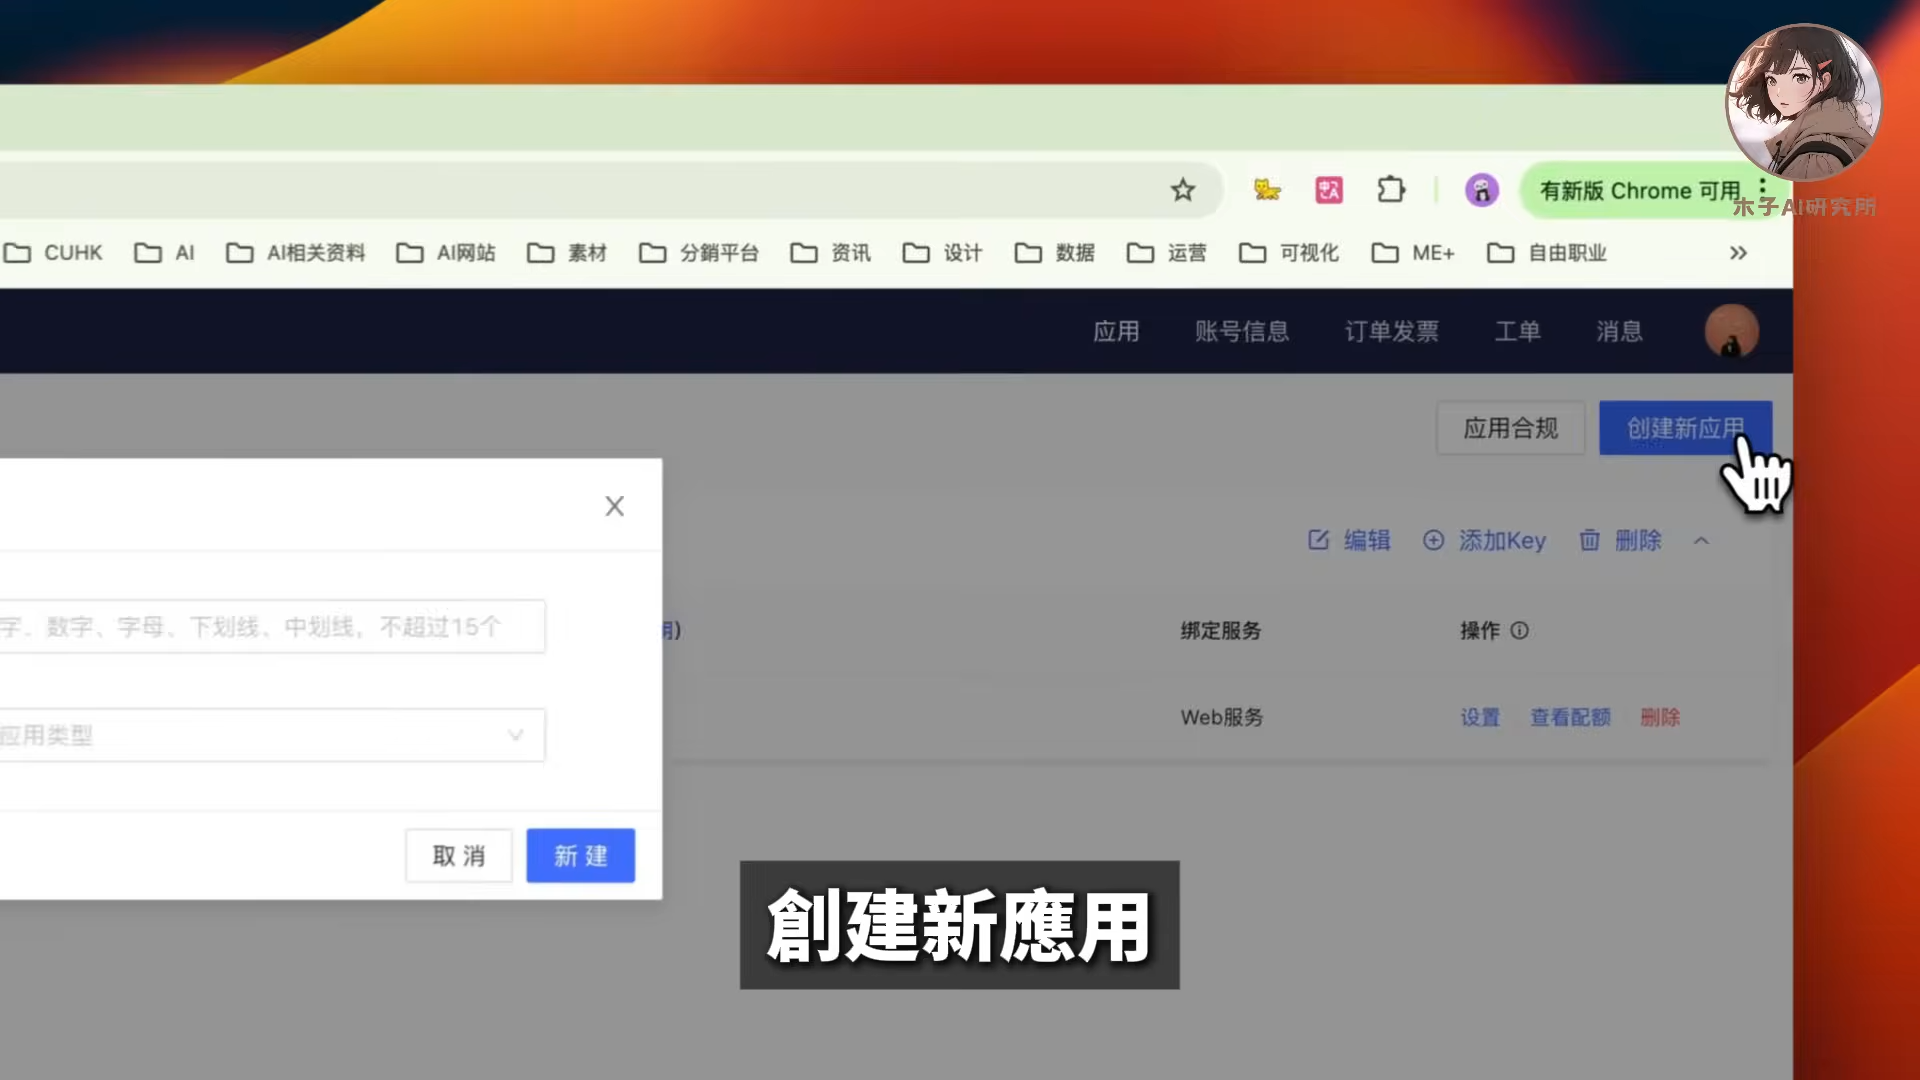 有新版 Chrome 可用
木子AI研究所
CUHK AI AI相关资料 AI网站 素材 分銷平台 资讯 设计 数据 运营 可视化 ME+ 自由职业
应用 账号信息 订单发票 工单 消息
应用合规 创建新应用
编辑 添加Key 删除
字、数字、字母、下划线、中划线，不超过15个
) 绑定服务 操作
应用类型
Web服务 设置 查看配额 删除
取 消 新 建
創建新應用